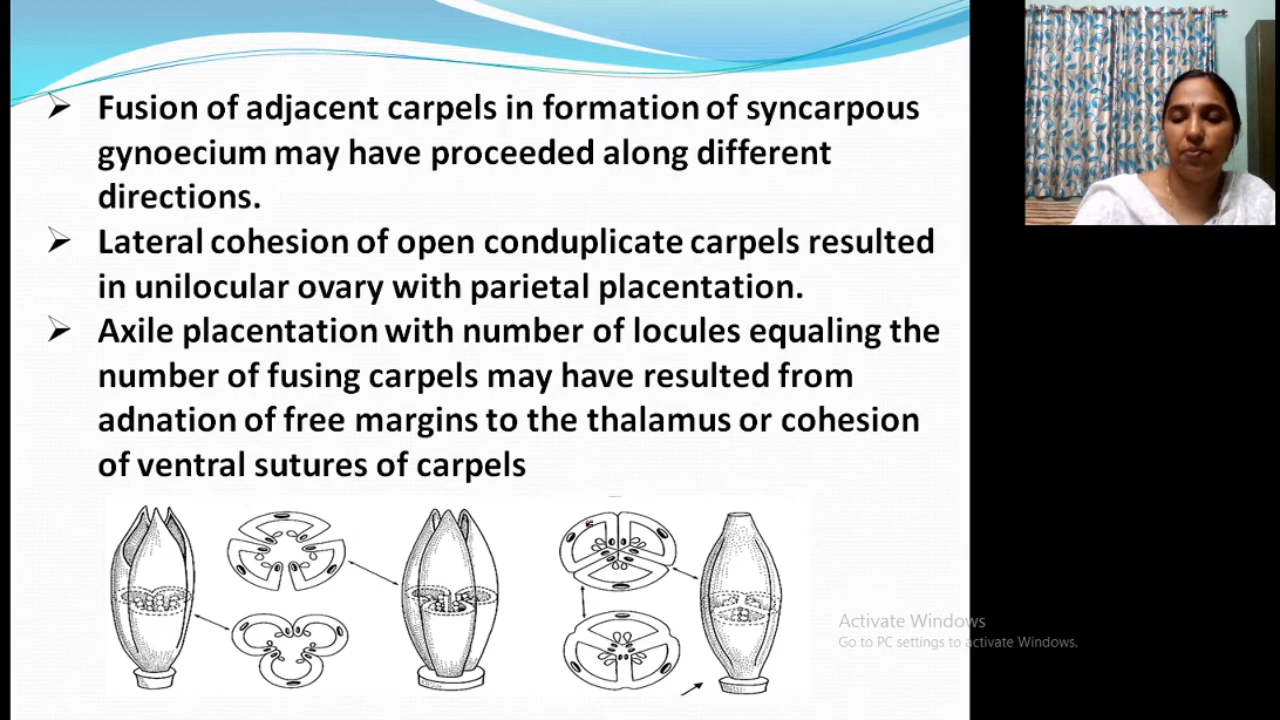 Fusion of adjacent carpels in formation of syncarpous
gynoecium may have proceeded along different
directions.
Lateral cohesion of open conduplicate carpels resulted
in unilocular ovary with parietal placentation.
Axile placentation with number of locules equaling the
number of fusing carpels may have resulted from
adnation of free margins to the thalamus or cohesion
of ventral sutures of carpels
Activate Windows
Go to PC settings to activate Windows.